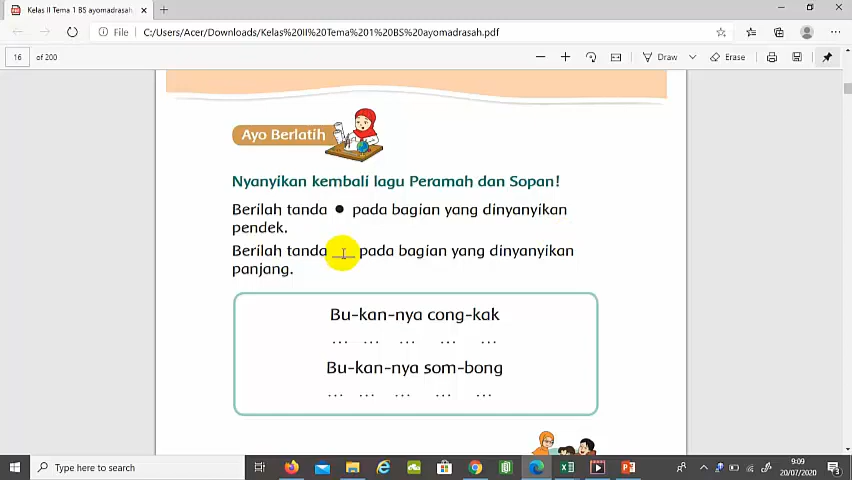 Kelas II Tema 1 BS ayomadrasah.
File
C:/Users/Acer/Downloads/Kelas%20II%20Tema%201%20BS%20ayomadrasah.pdf
16 of 200
Draw
Erase
Ayo Berlatih
Nyanyikan kembali lagu Peramah dan Sopan!
Berilah tanda ● pada bagian yang dinyanyikan
pendek.
Berilah tanda __ pada bagian yang dinyanyikan
panjang.
Bu-kan-nya cong-kak
... ... ... ... ...
Bu-kan-nya som-bong
... ... ... ... ...
Type here to search
9:09
20/07/2020
3